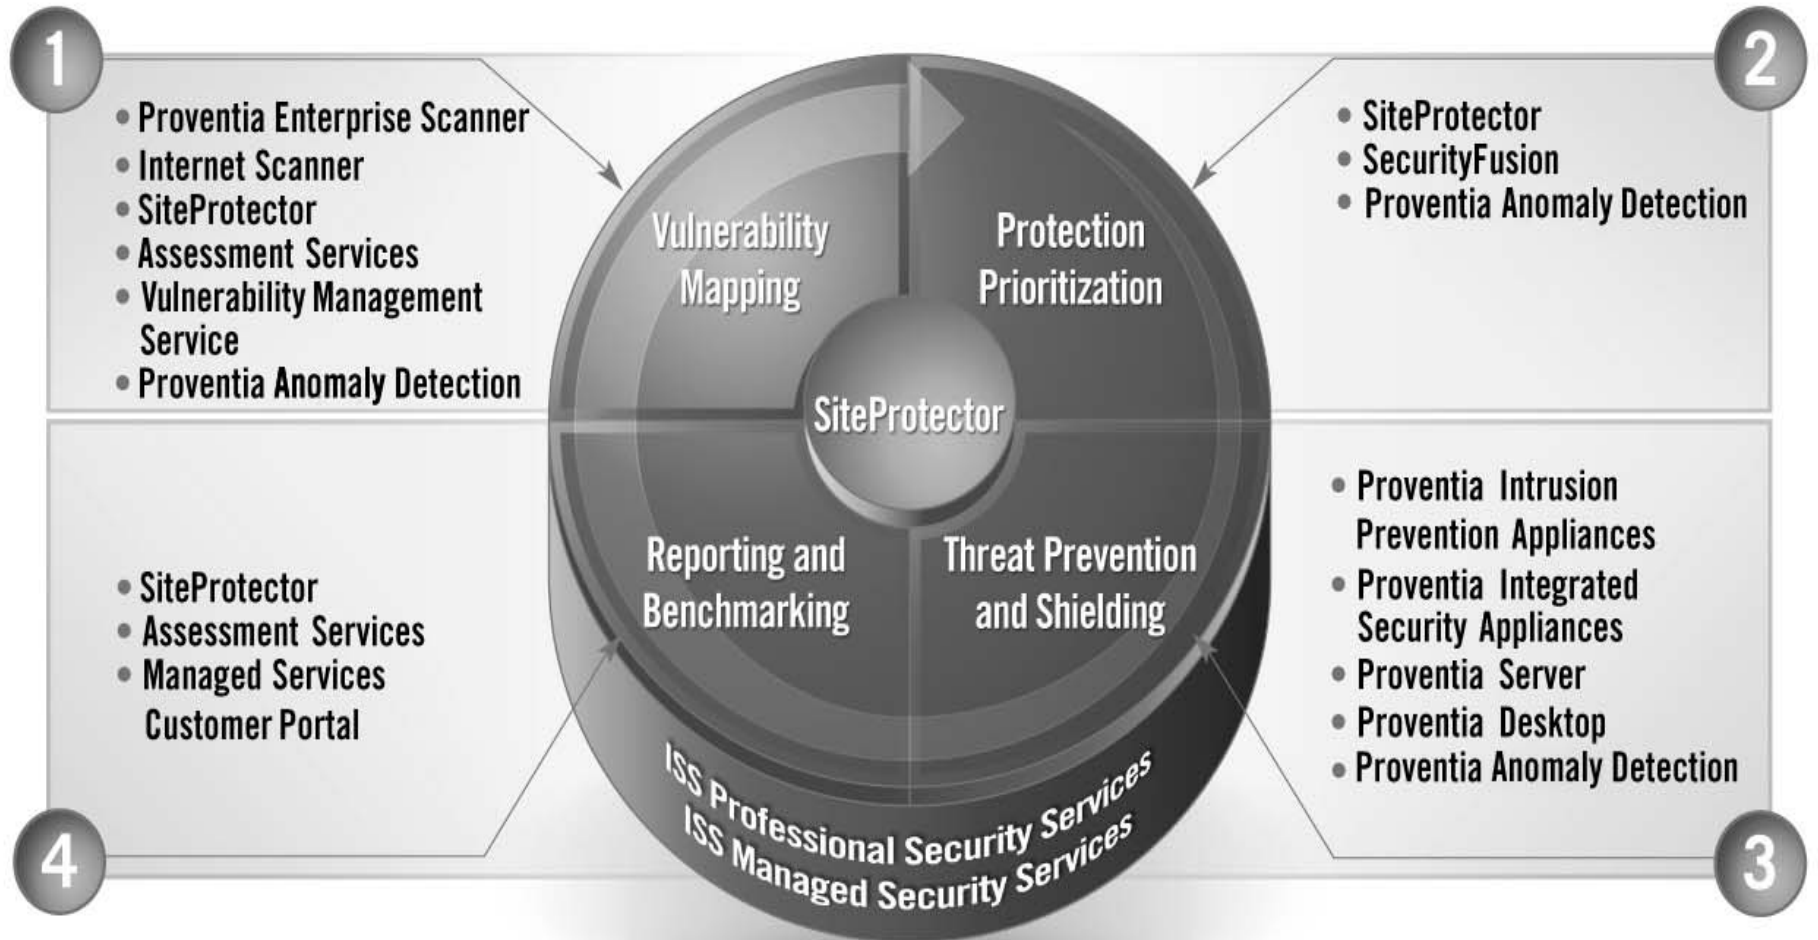 1
• Proventia Enterprise Scanner
• Internet Scanner
• SiteProtector
• Assessment Services
• Vulnerability Management
Service
• Proventia Anomaly Detection
2
• SiteProtector
• SecurityFusion
• Proventia Anomaly Detection
Vulnerability
Mapping
Protection
Prioritization
SiteProtector
Reporting and
Benchmarking
Threat Prevention
and Shielding
ISS Professional Security Services
ISS Managed Security Services
• Proventia Intrusion
Prevention Appliances
• Proventia Integrated
Security Appliances
• Proventia Server
• Proventia Desktop
• Proventia Anomaly Detection
3
• SiteProtector
• Assessment Services
• Managed Services
Customer Portal
4